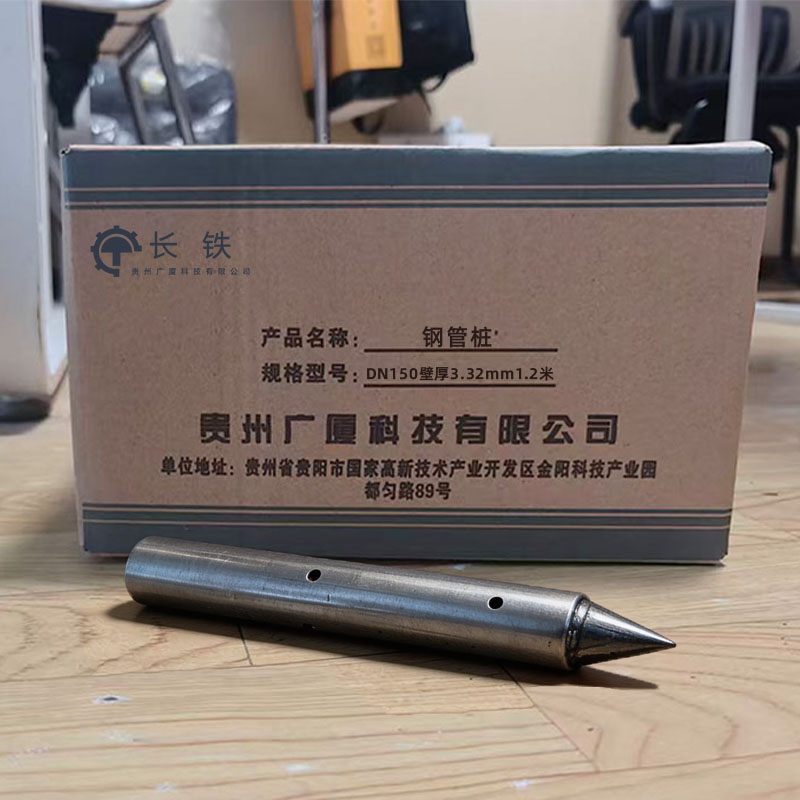 长铁
贵州广厦科技有限公司
产品名称：钢管桩'
规格型号：DN150壁厚3.32mm1.2米
贵州广厦科技有限公司
单位地址：贵州省贵阳市国家高新技术产业开发区金阳科技产业园
都匀路89号